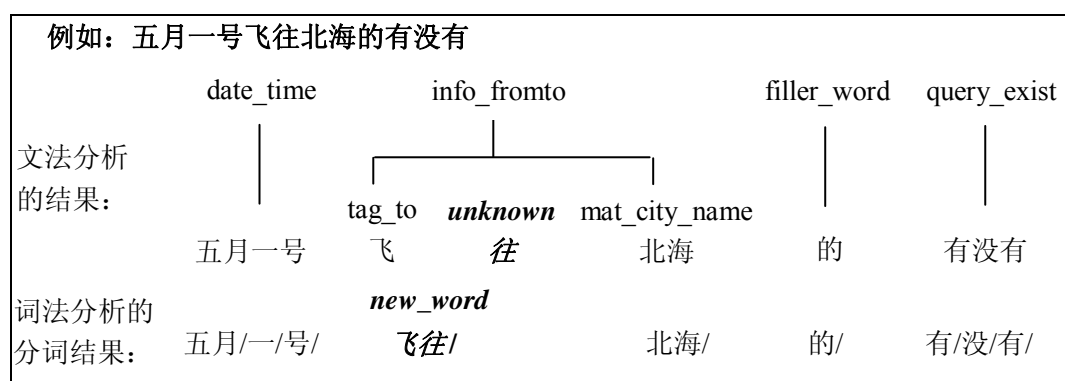 例如：五月一号飞往北海的有没有
date_time info_fromto filler_word query_exist
文法分析
的结果：
tag_to unknown mat_city_name
五月一号 飞 往 北海 的 有没有
词法分析的 new_word
分词结果： 五月/一/号/ 飞往/ 北海/ 的/ 有/没/有/